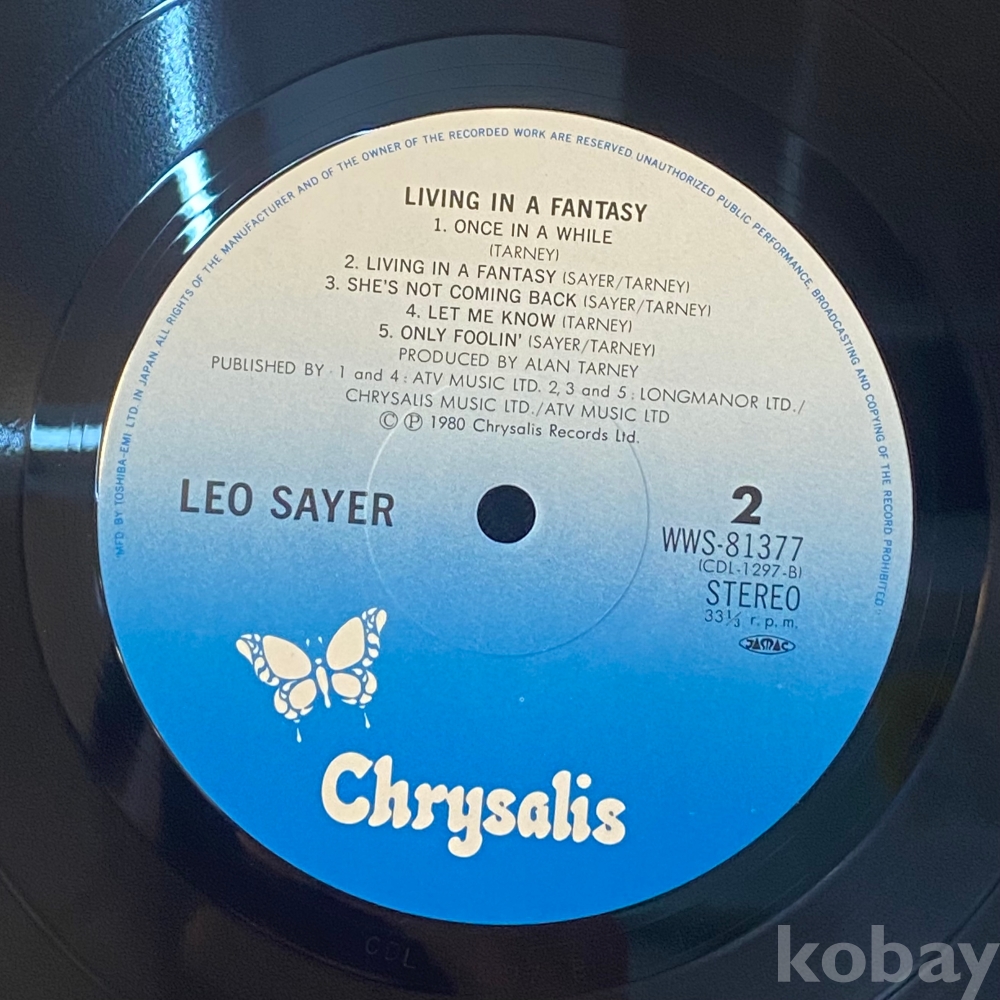 MFD. BY TOSHIBA-EMI LTD. IN JAPAN. ALL RIGHTS OF THE MANUFACTURER AND OF THE OWNER OF THE RECORDED WORK ARE RESERVED. UNAUTHORIZED PUBLIC PERFORMANCE, BROADCASTING AND COPYING OF THE RECORD PROHIBITED.
LIVING IN A FANTASY
1. ONCE IN A WHILE
(TARNEY)
2. LIVING IN A FANTASY (SAYER/TARNEY)
3. SHE'S NOT COMING BACK (SAYER/TARNEY)
4. LET ME KNOW (TARNEY)
5. ONLY FOOLIN' (SAYER/TARNEY)
PRODUCED BY ALAN TARNEY
PUBLISHED BY · 1 and 4 : ATV MUSIC LTD. 2, 3 and 5 : LONGMANOR LTD./
CHRYSALIS MUSIC LTD./ATV MUSIC LTD
© ℗ 1980 Chrysalis Records Ltd.
LEO SAYER
2
WWS-81377
(CDL-1297-B)
STEREO
33⅓ r.p.m.
JASRAC
Chrysalis
CDL
kobay